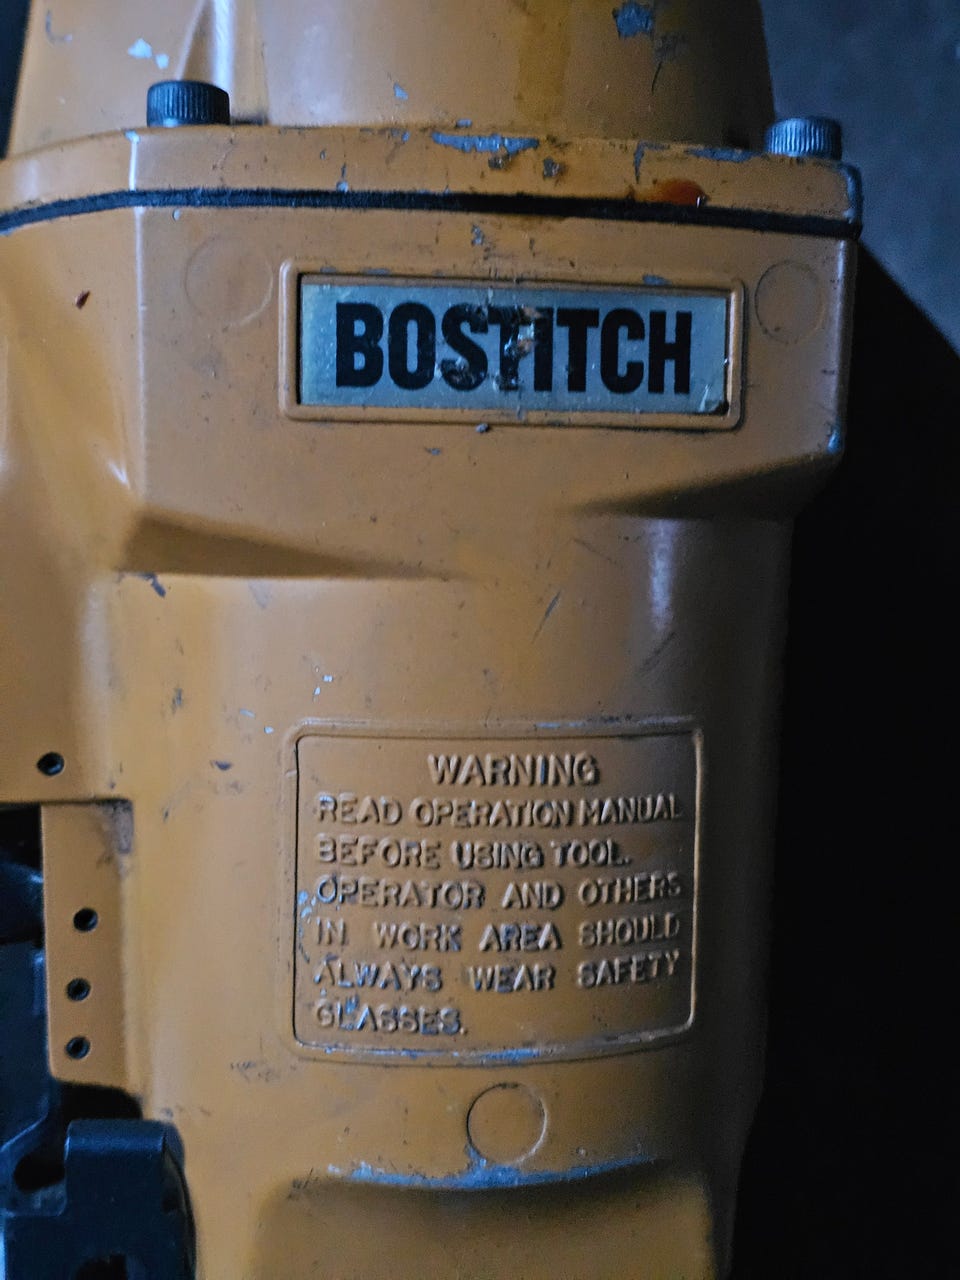 BOSTITCH
WARNING
READ OPERATION MANUAL
BEFORE USING TOOL.
OPERATOR AND OTHERS
IN WORK AREA SHOULD
ALWAYS WEAR SAFETY
GLASSES.